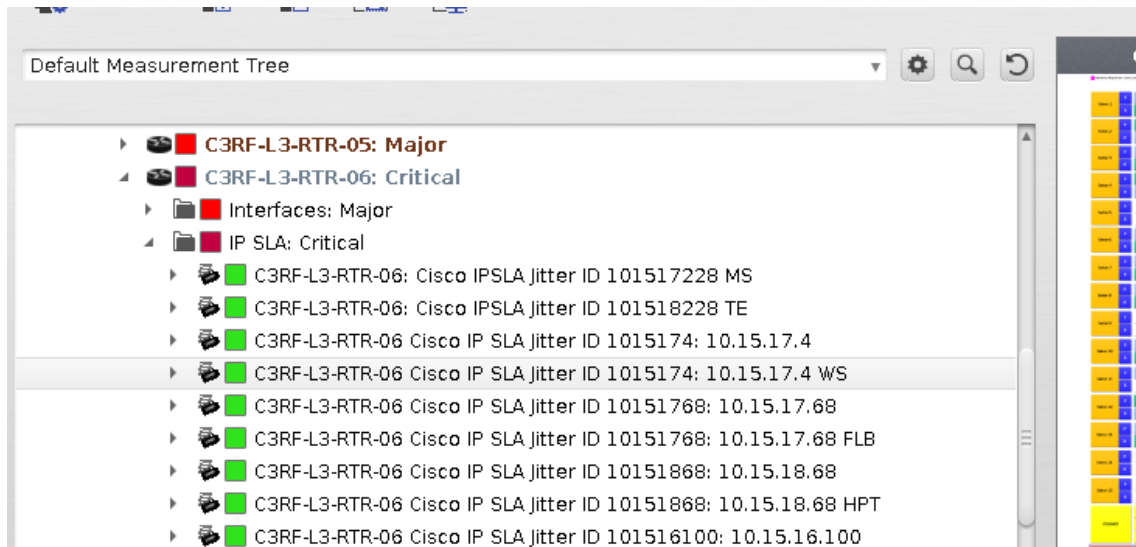 Default Measurement Tree
C3RF-L3-RTR-05: Major
C3RF-L3-RTR-06: Critical
Interfaces: Major
IP SLA: Critical
C3RF-L3-RTR-06: Cisco IPSLA Jitter ID 101517228 MS
C3RF-L3-RTR-06: Cisco IPSLA Jitter ID 101518228 TE
C3RF-L3-RTR-06 Cisco IP SLA Jitter ID 1015174: 10.15.17.4
C3RF-L3-RTR-06 Cisco IP SLA Jitter ID 1015174: 10.15.17.4 WS
C3RF-L3-RTR-06 Cisco IP SLA Jitter ID 10151768: 10.15.17.68
C3RF-L3-RTR-06 Cisco IP SLA Jitter ID 10151768: 10.15.17.68 FLB
C3RF-L3-RTR-06 Cisco IP SLA Jitter ID 10151868: 10.15.18.68
C3RF-L3-RTR-06 Cisco IP SLA Jitter ID 10151868: 10.15.18.68 HPT
C3RF-L3-RTR-06 Cisco IP SLA Jitter ID 101516100: 10.15.16.100